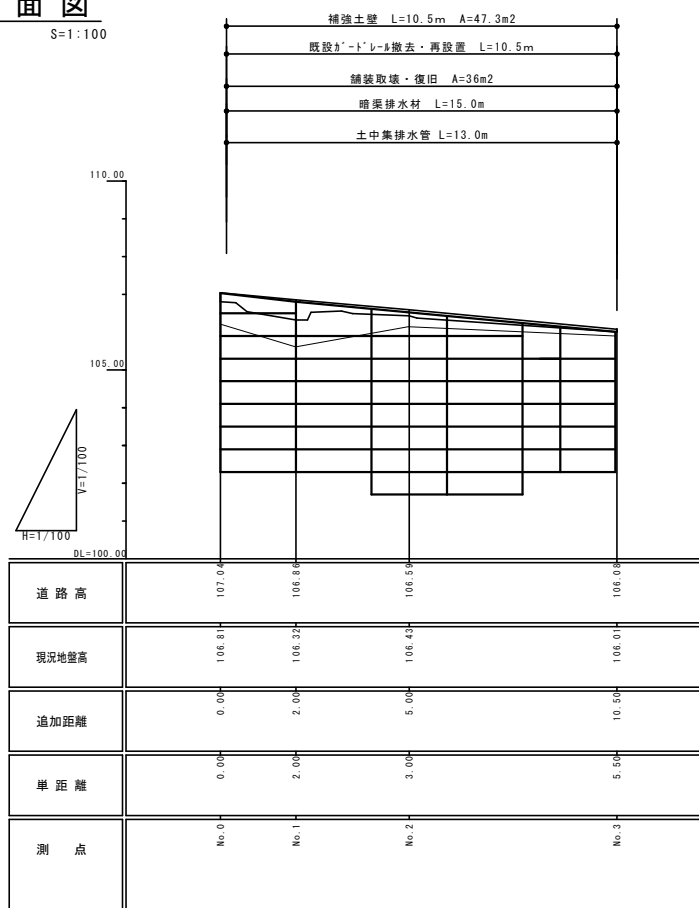 面 図
S=1:100
補強土壁 L=10.5m A=47.3m2
既設ｶﾞｰﾄﾞﾚｰﾙ撤去・再設置 L=10.5m
舗装取壊・復旧 A=36m2
暗渠排水材 L=15.0m
土中集排水管 L=13.0m
110.00
105.00
V=1/100
H=1/100
DL=100.00
道 路 高 107.04 106.86 106.59 106.08
現況地盤高 106.81 106.32 106.43 106.01
追加距離 0.00 2.00 5.00 10.50
単 距 離 0.00 2.00 3.00 5.50
測 点 No.0 No.1 No.2 No.3